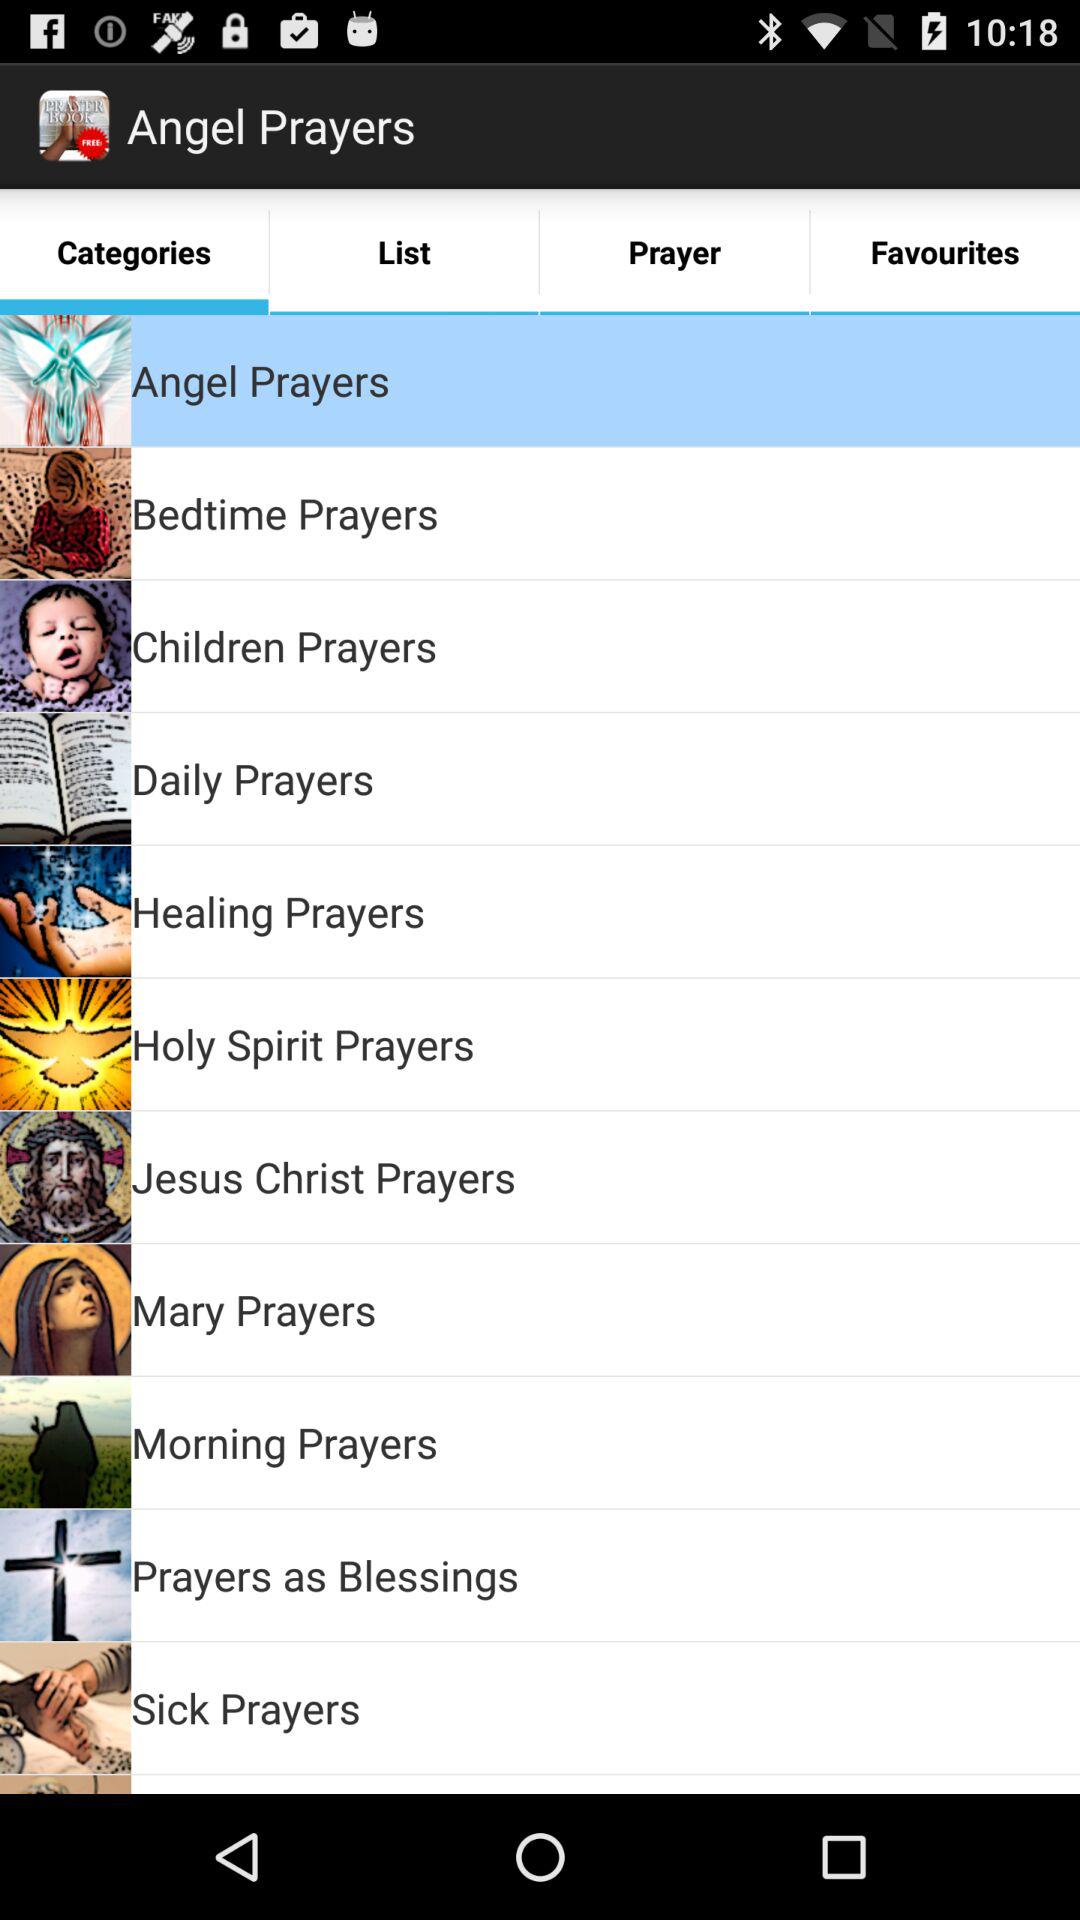 FAKE
10:18
PRAYER
BOOK
FREE!
Angel Prayers
Categories
List
Prayer
Favourites
Angel Prayers
Bedtime Prayers
Children Prayers
Daily Prayers
Healing Prayers
Holy Spirit Prayers
Jesus Christ Prayers
Mary Prayers
Morning Prayers
Prayers as Blessings
Sick Prayers